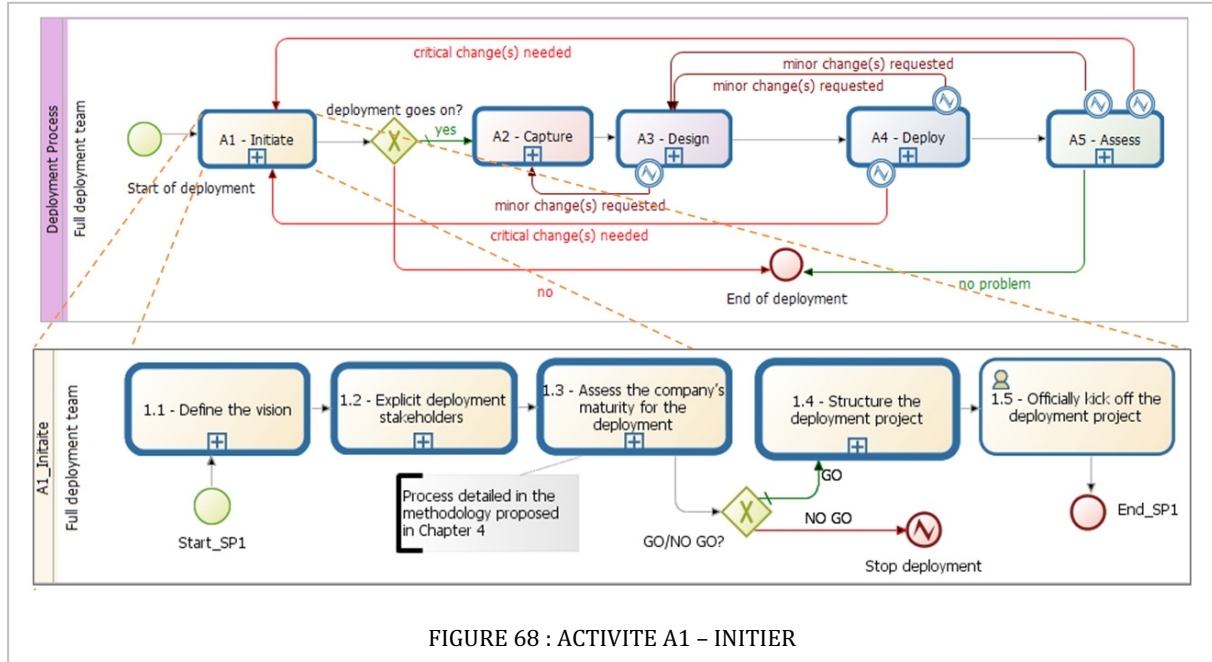 Deployment Process
Full deployment team
critical change(s) needed
minor change(s) requested
minor change(s) requested
deployment goes on?
yes
A1 - Initiate
A2 - Capture
A3 - Design
A4 - Deploy
A5 - Assess
Start of deployment
minor change(s) requested
critical change(s) needed
no
End of deployment
no problem
A1_Initaite
Full deployment team
1.1 - Define the vision
1.2 - Explicit deployment
stakeholders
1.3 - Assess the company's
maturity for the
deployment
1.4 - Structure the
deployment project
1.5 - Officially kick off the
deployment project
GO
Process detailed in the
methodology proposed
in Chapter 4
Start_SP1
GO/NO GO?
NO GO
Stop deployment
End_SP1
FIGURE 68 : ACTIVITE A1 – INITIER